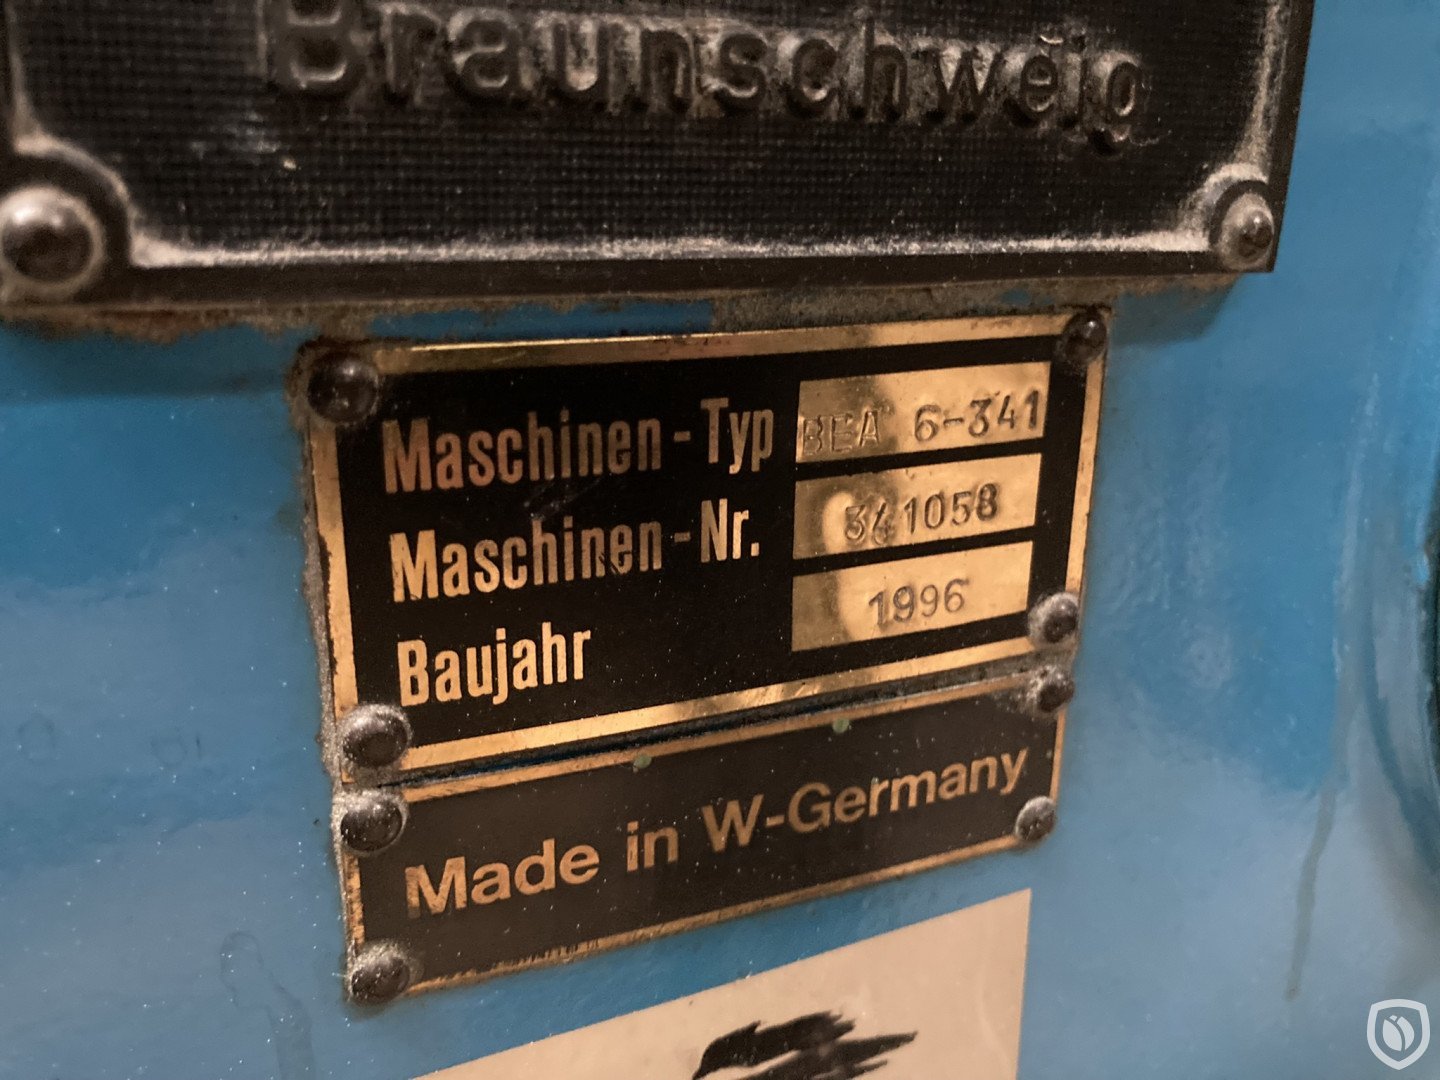 Braunschweig
Maschinen-Typ BEA 6-341
Maschinen-Nr. 341058
Baujahr 1996
Made in W-Germany